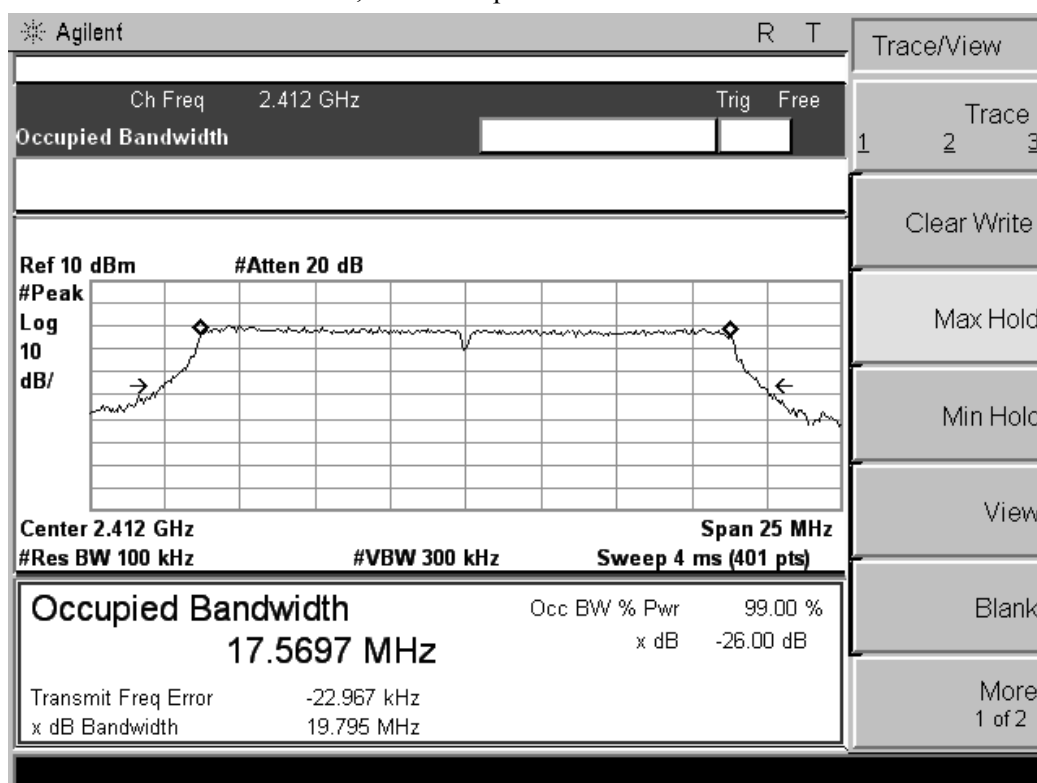 Agilent R T
Trace/View
Ch Freq 2.412 GHz Trig Free
Occupied Bandwidth
Trace
1 2 3
Clear Write
Ref 10 dBm #Atten 20 dB
#Peak
Log
10
dB/
Max Hold
Min Hold
Center 2.412 GHz Span 25 MHz
#Res BW 100 kHz #VBW 300 kHz Sweep 4 ms (401 pts)
View
Occupied Bandwidth Occ BW % Pwr 99.00 %
17.5697 MHz x dB -26.00 dB
Blank
Transmit Freq Error -22.967 kHz
x dB Bandwidth 19.795 MHz
More
1 of 2